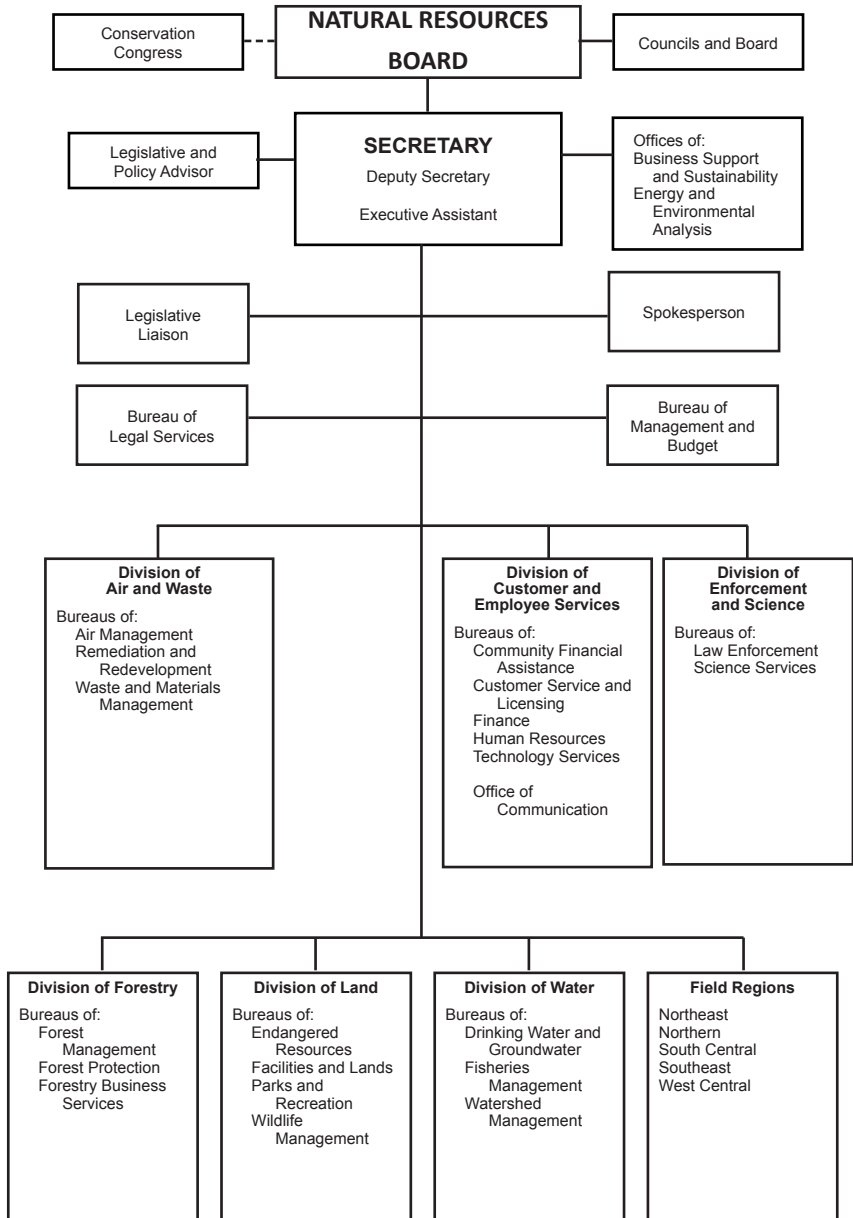 Conservation
Congress
NATURAL RESOURCES
BOARD
Councils and Board
Legislative and
Policy Advisor
SECRETARY
Deputy Secretary
Executive Assistant
Offices of:
Business Support
and Sustainability
Energy and
Environmental
Analysis
Legislative
Liaison
Spokesperson
Bureau of
Legal Services
Bureau of
Management and
Budget
Division of
Air and Waste
Bureaus of:
Air Management
Remediation and
Redevelopment
Waste and Materials
Management
Division of
Customer and
Employee Services
Bureaus of:
Community Financial
Assistance
Customer Service and
Licensing
Finance
Human Resources
Technology Services
Office of
Communication
Division of
Enforcement
and Science
Bureaus of:
Law Enforcement
Science Services
Division of Forestry
Bureaus of:
Forest
Management
Forest Protection
Forestry Business
Services
Division of Land
Bureaus of:
Endangered
Resources
Facilities and Lands
Parks and
Recreation
Wildlife
Management
Division of Water
Bureaus of:
Drinking Water and
Groundwater
Fisheries
Management
Watershed
Management
Field Regions
Northeast
Northern
South Central
Southeast
West Central